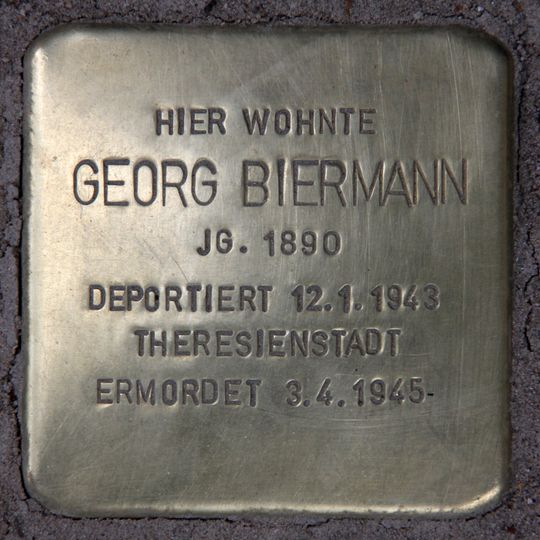 HIER WOHNTE
GEORG BIERMANN
JG. 1890
DEPORTIERT 12.1.1943
THERESIENSTADT
ERMORDET 3.4.1945